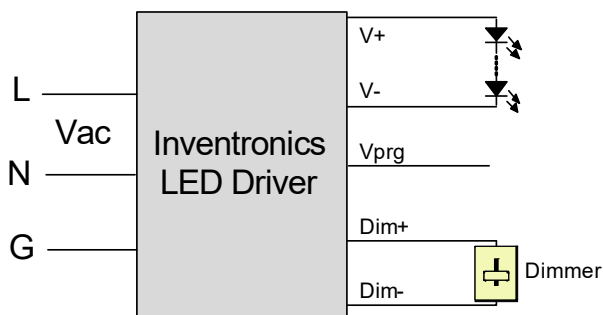 L
Vac
N
G
Inventronics
LED Driver
V+
V-
Vprg
Dim+
Dim-
Dimmer